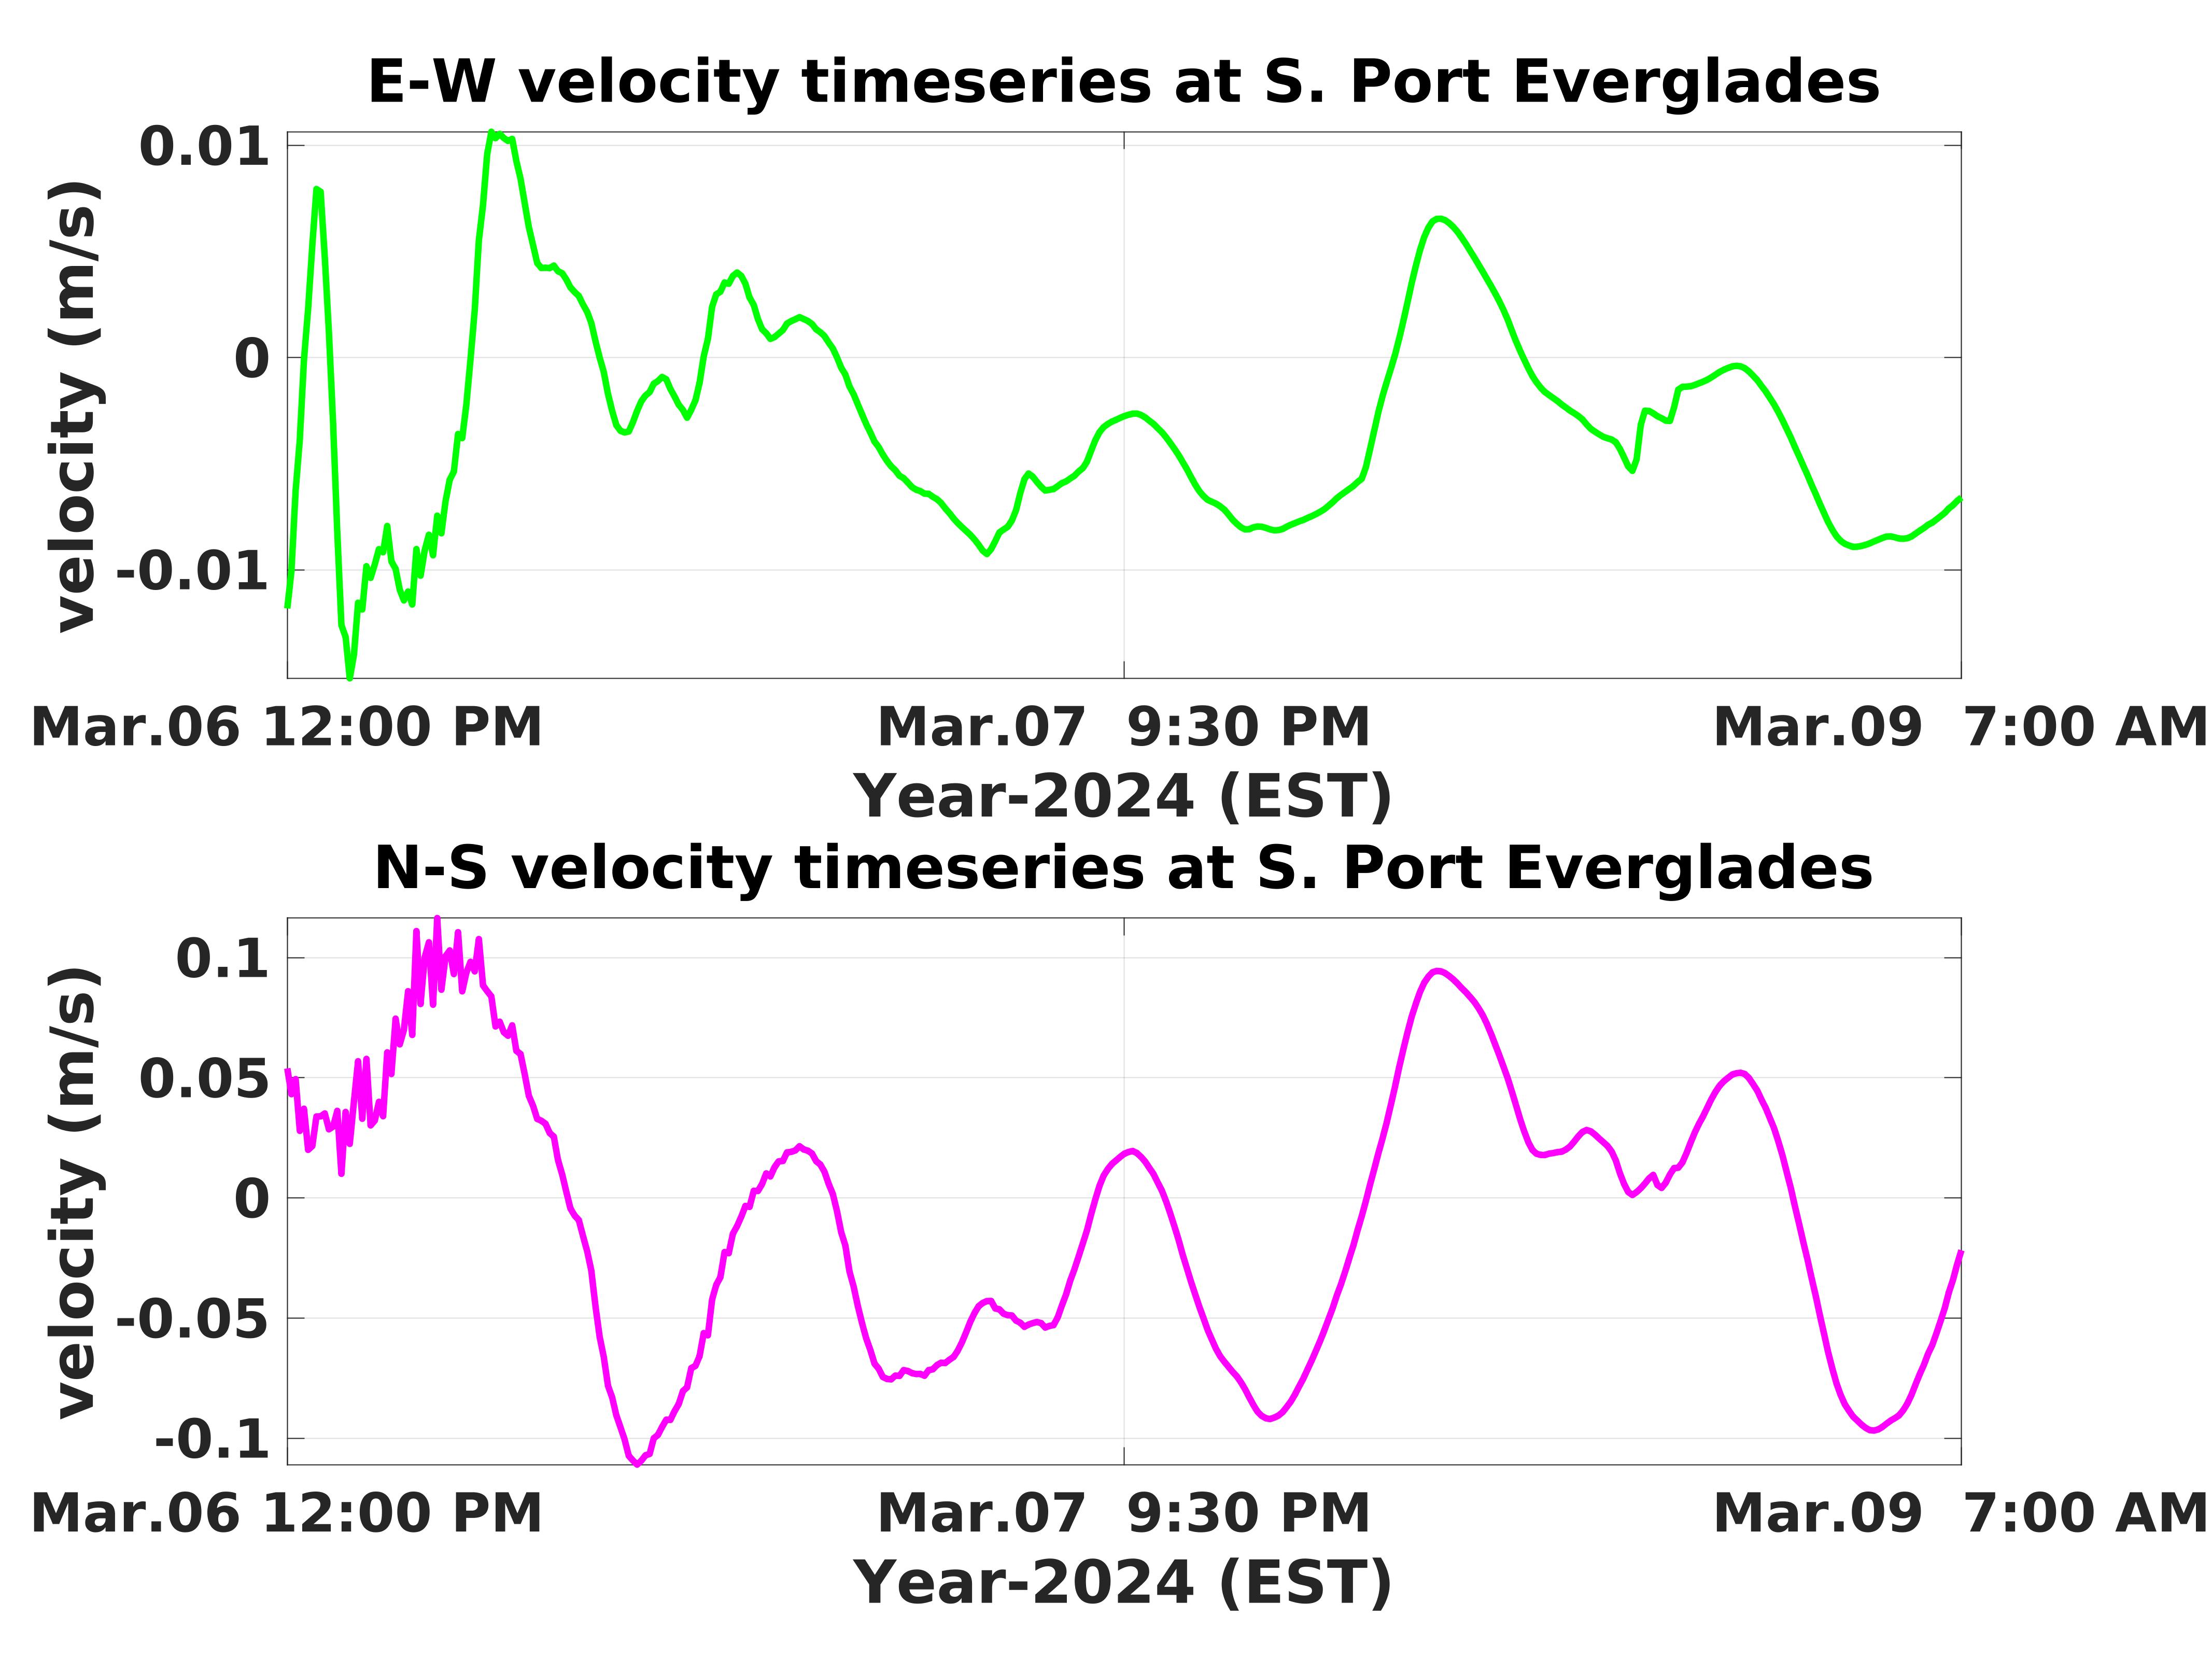 E-W velocity timeseries at S. Port Everglades
0.01
0
-0.01
velocity (m/s)
Mar.06 12:00 PM Mar.07 9:30 PM Mar.09 7:00 AM
Year-2024 (EST)
N-S velocity timeseries at S. Port Everglades
0.1
0.05
0
-0.05
-0.1
velocity (m/s)
Mar.06 12:00 PM Mar.07 9:30 PM Mar.09 7:00 AM
Year-2024 (EST)